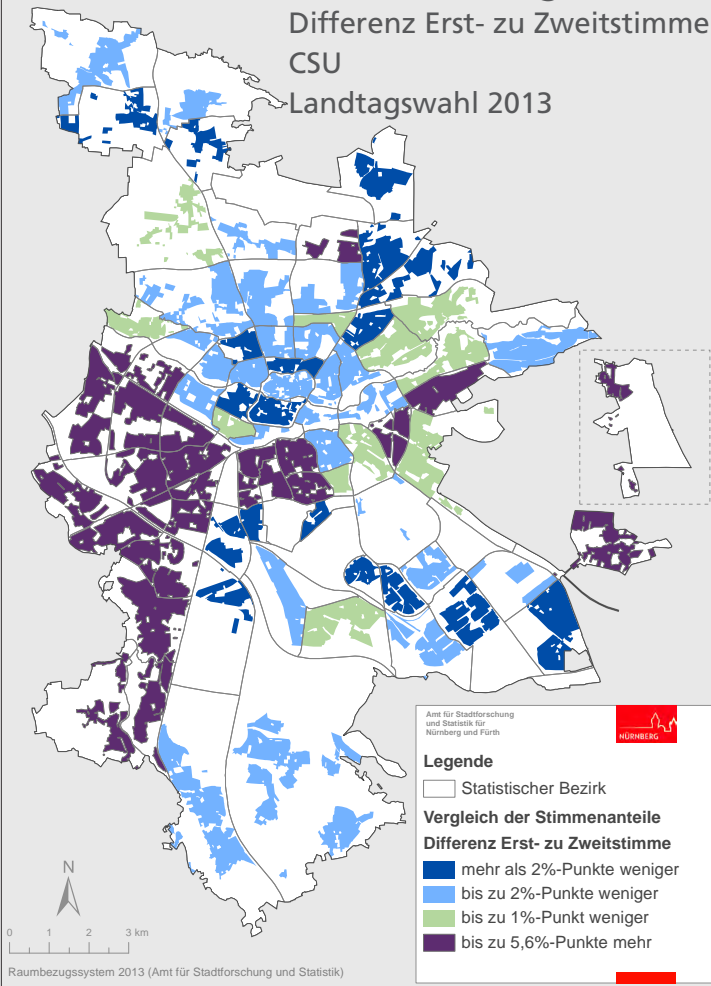 Differenz Erst- zu Zweitstimme
CSU
Landtagswahl 2013
Amt für Stadtforschung
und Statistik für
Nürnberg und Fürth
NÜRNBERG
Legende
Statistischer Bezirk
Vergleich der Stimmenanteile
Differenz Erst- zu Zweitstimme
mehr als 2%-Punkte weniger
bis zu 2%-Punkte weniger
bis zu 1%-Punkt weniger
bis zu 5,6%-Punkte mehr
N
0 1 2 3 km
Raumbezugssystem 2013 (Amt für Stadtforschung und Statistik)